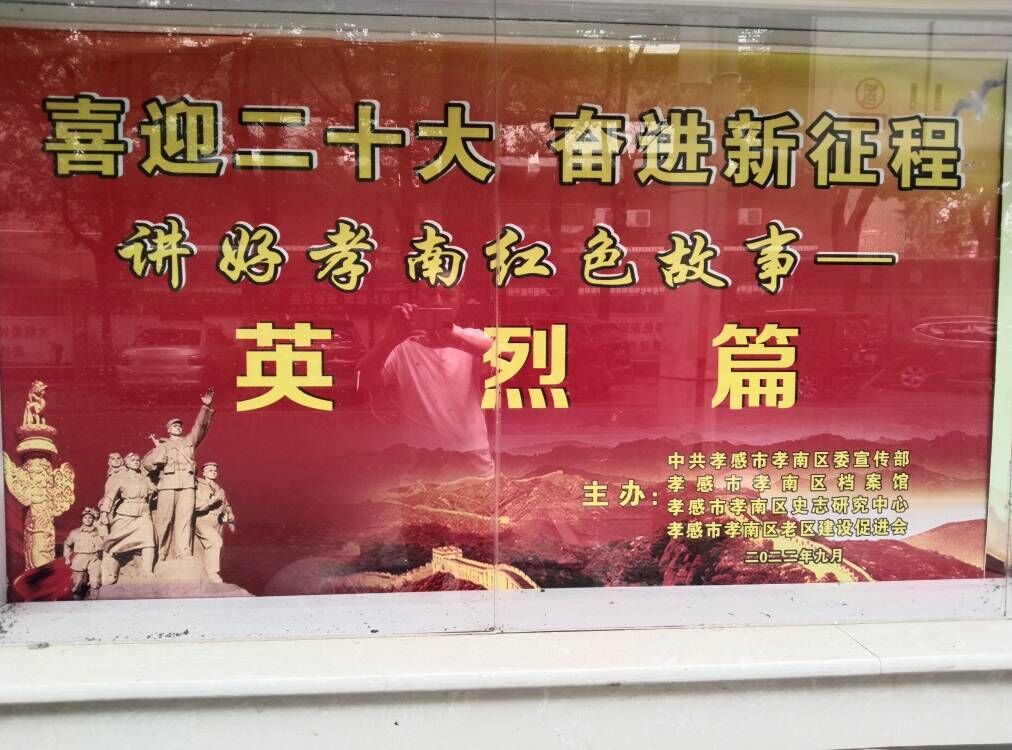 喜迎二十大 奋进新征程
讲好孝南红色故事—
英烈篇
主办：
中共孝感市孝南区委宣传部
孝感市孝南区档案馆
孝感市孝南区史志研究中心
孝感市孝南区老区建设促进会
二〇二二年九月